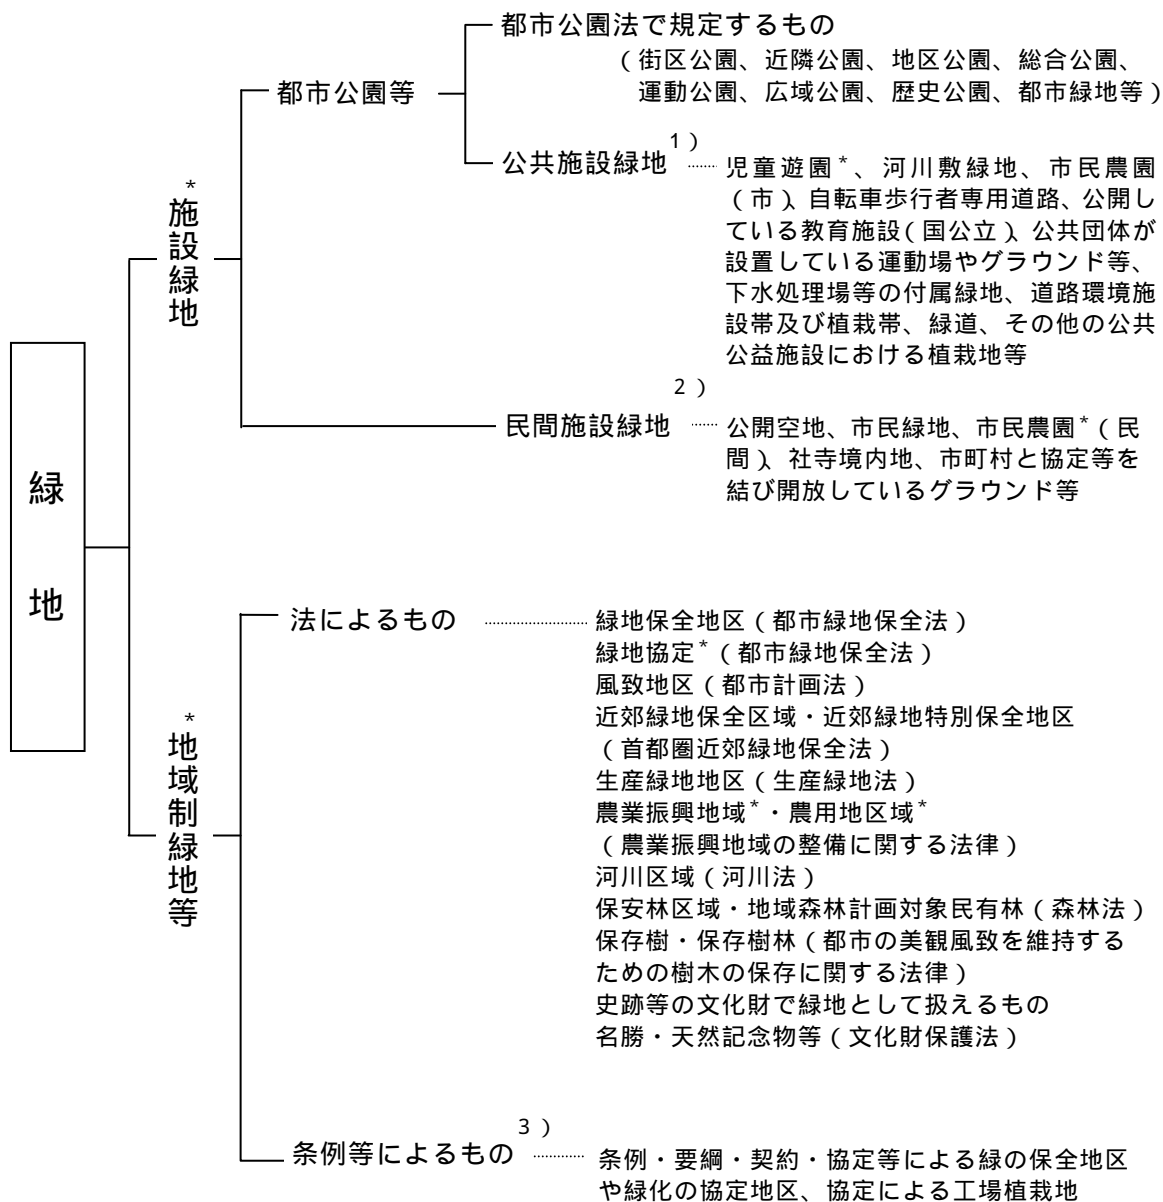 都市公園法で規定するもの
（街区公園、近隣公園、地区公園、総合公園、
運動公園、広域公園、歴史公園、都市緑地等）
都市公園等
公共施設緑地1）
児童遊園*、河川敷緑地、市民農園
（市）、自転車歩行者専用道路、公開し
ている教育施設（国公立）、公共団体が
設置している運動場やグラウンド等、
下水処理場等の付属緑地、道路環境施
設帯及び植栽帯、緑道、その他の公共
公益施設における植栽地等
*施設緑地
民間施設緑地2）
公開空地、市民緑地、市民農園*（民
間）、社寺境内地、市町村と協定等を
結び開放しているグラウンド等
緑地
法によるもの
緑地保全地区（都市緑地保全法）
緑地協定*（都市緑地保全法）
風致地区（都市計画法）
近郊緑地保全区域・近郊緑地特別保全地区
（首都圏近郊緑地保全法）
生産緑地地区（生産緑地法）
農業振興地域*・農用地区域*
（農業振興地域の整備に関する法律）
河川区域（河川法）
保安林区域・地域森林計画対象民有林（森林法）
保存樹・保存樹林（都市の美観風致を維持する
ための樹木の保存に関する法律）
史跡等の文化財で緑地として扱えるもの
名勝・天然記念物等（文化財保護法）
*地域制緑地等
条例等によるもの3）
条例・要綱・契約・協定等による緑の保全地区
や緑化の協定地区、協定による工場植栽地